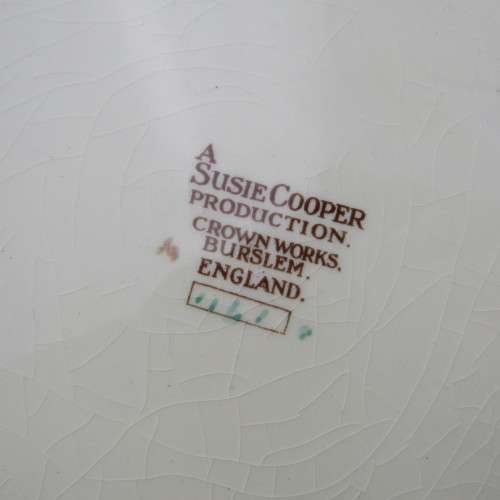 A
SUSIE COOPER
PRODUCTION.
CROWN WORKS,
BURSLEM.
ENGLAND.